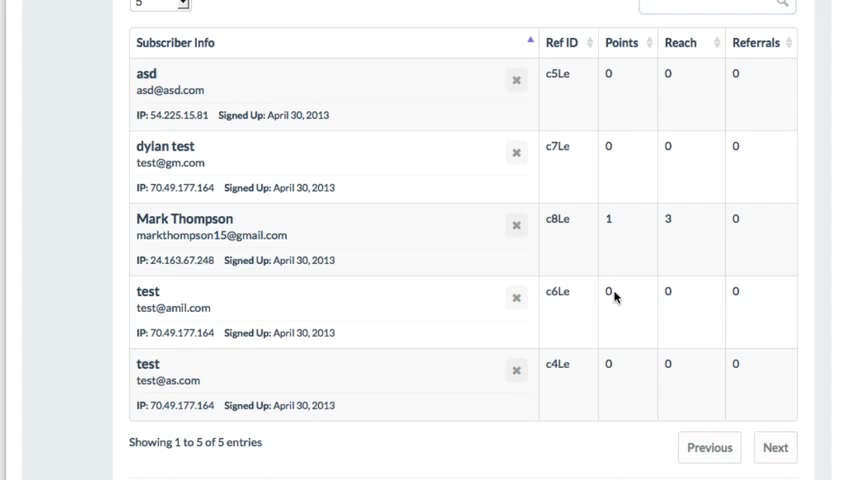 5
Subscriber Info Ref ID Points Reach Referrals
asd c5Le 0 0 0
asd@asd.com
IP: 54.225.15.81 Signed Up: April 30, 2013
dylan test c7Le 0 0 0
test@gm.com
IP: 70.49.177.164 Signed Up: April 30, 2013
Mark Thompson c8Le 1 3 0
markthompson15@gmail.com
IP: 24.163.67.248 Signed Up: April 30, 2013
test c6Le 0 0 0
test@amil.com
IP: 70.49.177.164 Signed Up: April 30, 2013
test c4Le 0 0 0
test@as.com
IP: 70.49.177.164 Signed Up: April 30, 2013
Showing 1 to 5 of 5 entries
Previous Next